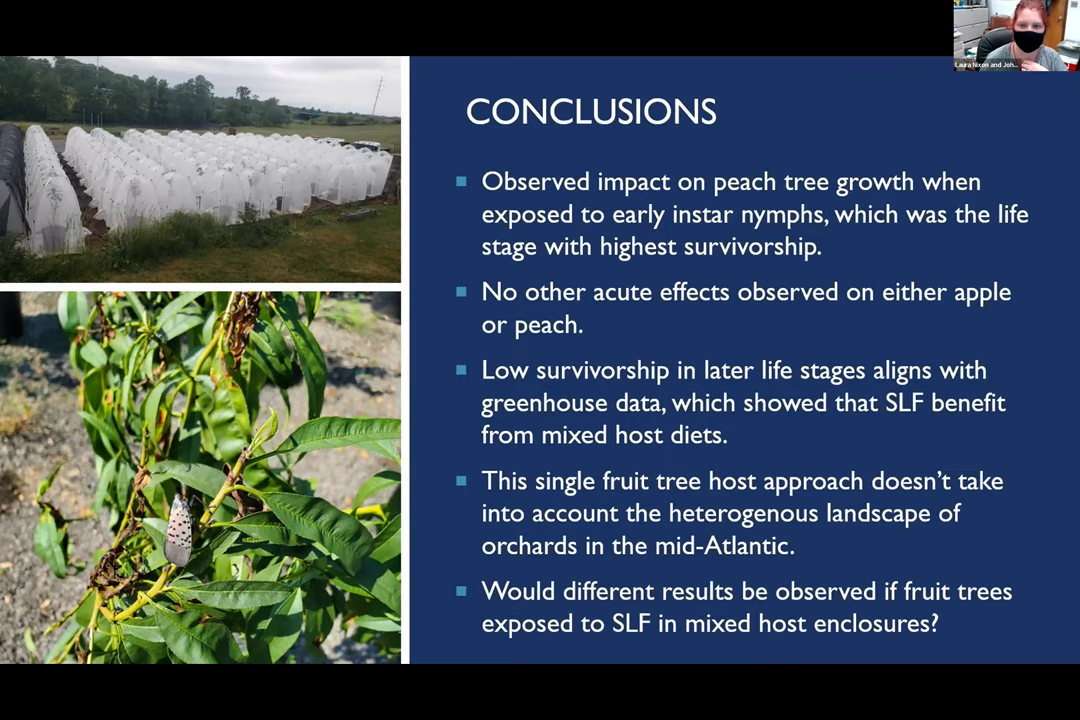 Laura Nixon and Joh...
CONCLUSIONS
Observed impact on peach tree growth when
exposed to early instar nymphs, which was the life
stage with highest survivorship.
No other acute effects observed on either apple
or peach.
Low survivorship in later life stages aligns with
greenhouse data, which showed that SLF benefit
from mixed host diets.
This single fruit tree host approach doesn't take
into account the heterogenous landscape of
orchards in the mid-Atlantic.
Would different results be observed if fruit trees
exposed to SLF in mixed host enclosures?